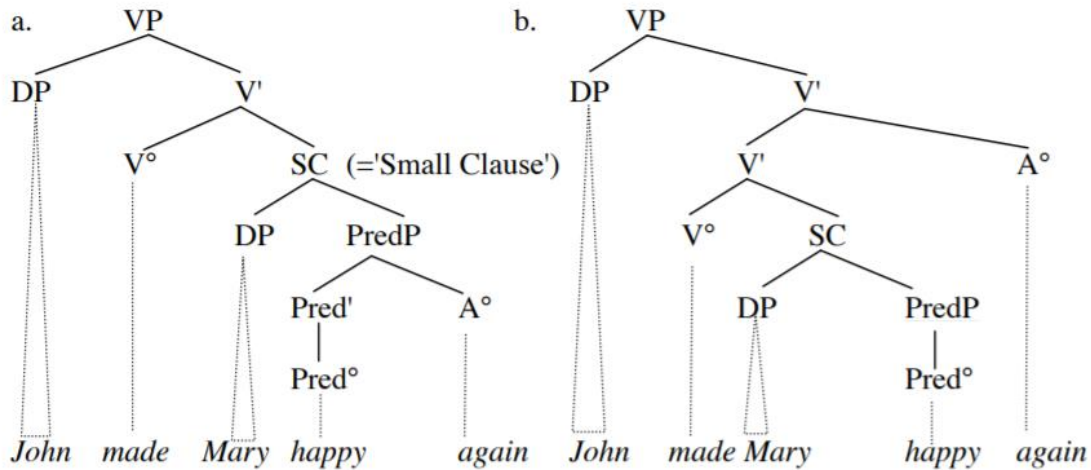 a. VP b. VP
DP V' DP V'
V° SC (='Small Clause') V' A°
DP PredP V° SC
Pred' A° DP PredP
Pred° Pred°
John made Mary happy again John made Mary happy again